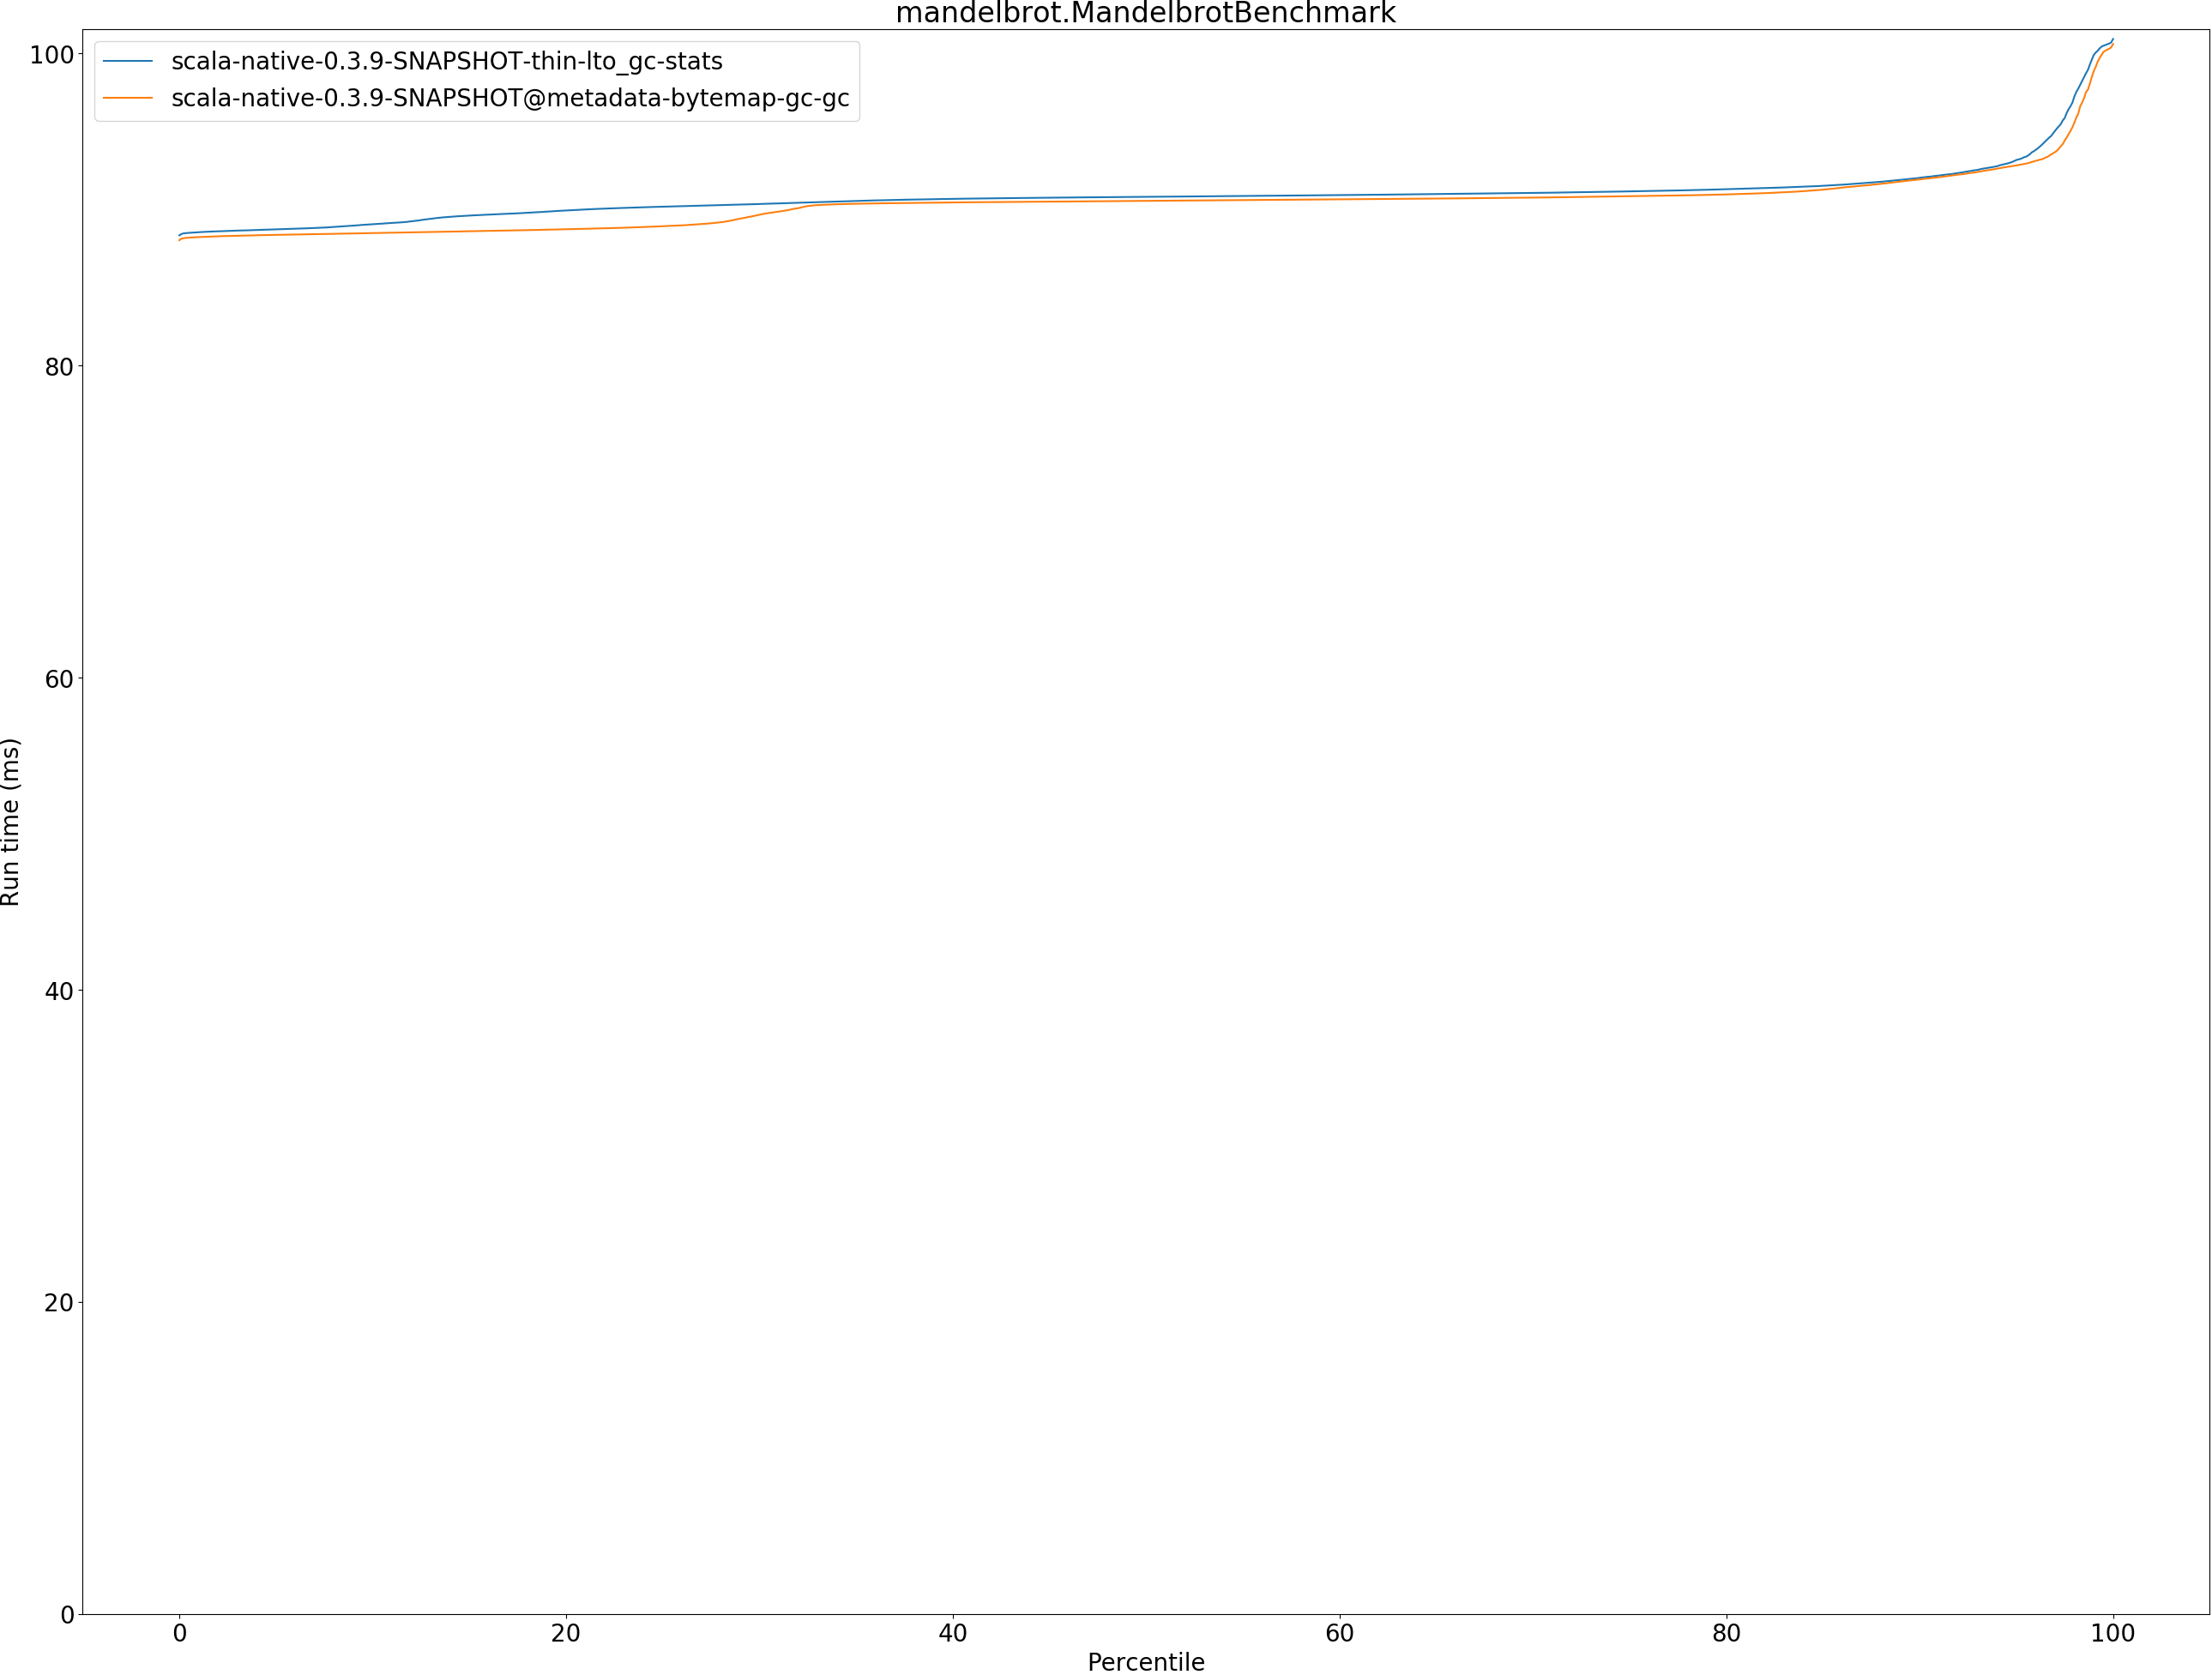 mandelbrot.MandelbrotBenchmark
scala-native-0.3.9-SNAPSHOT-thin-lto_gc-stats
scala-native-0.3.9-SNAPSHOT@metadata-bytemap-gc-gc
100
80
60
40
20
0
Run time (ms)
0 20 40 60 80 100
Percentile